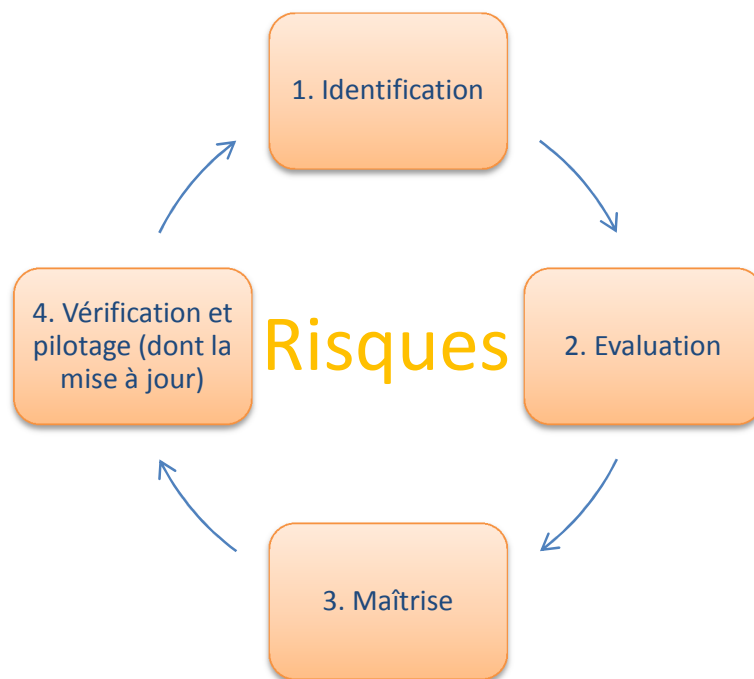 1. Identification
2. Evaluation
3. Maîtrise
4. Vérification et
pilotage (dont la
mise à jour)
Risques